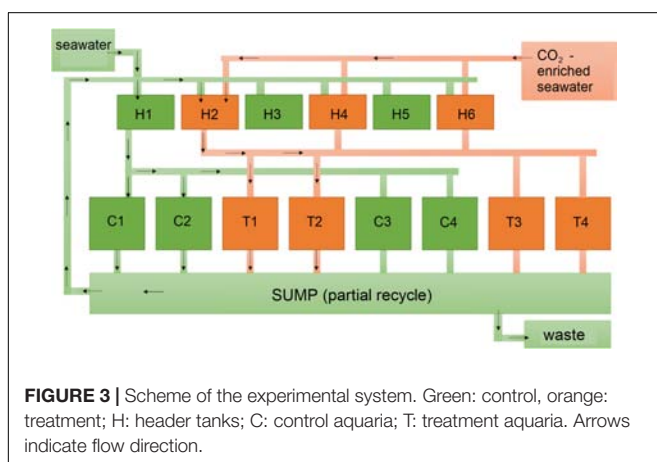 seawater
CO₂ -
enriched
seawater
H1 H2 H3 H4 H5 H6
C1 C2 T1 T2 C3 C4 T3 T4
SUMP (partial recycle)
waste
FIGURE 3 | Scheme of the experimental system. Green: control, orange:
treatment; H: header tanks; C: control aquaria; T: treatment aquaria. Arrows
indicate flow direction.